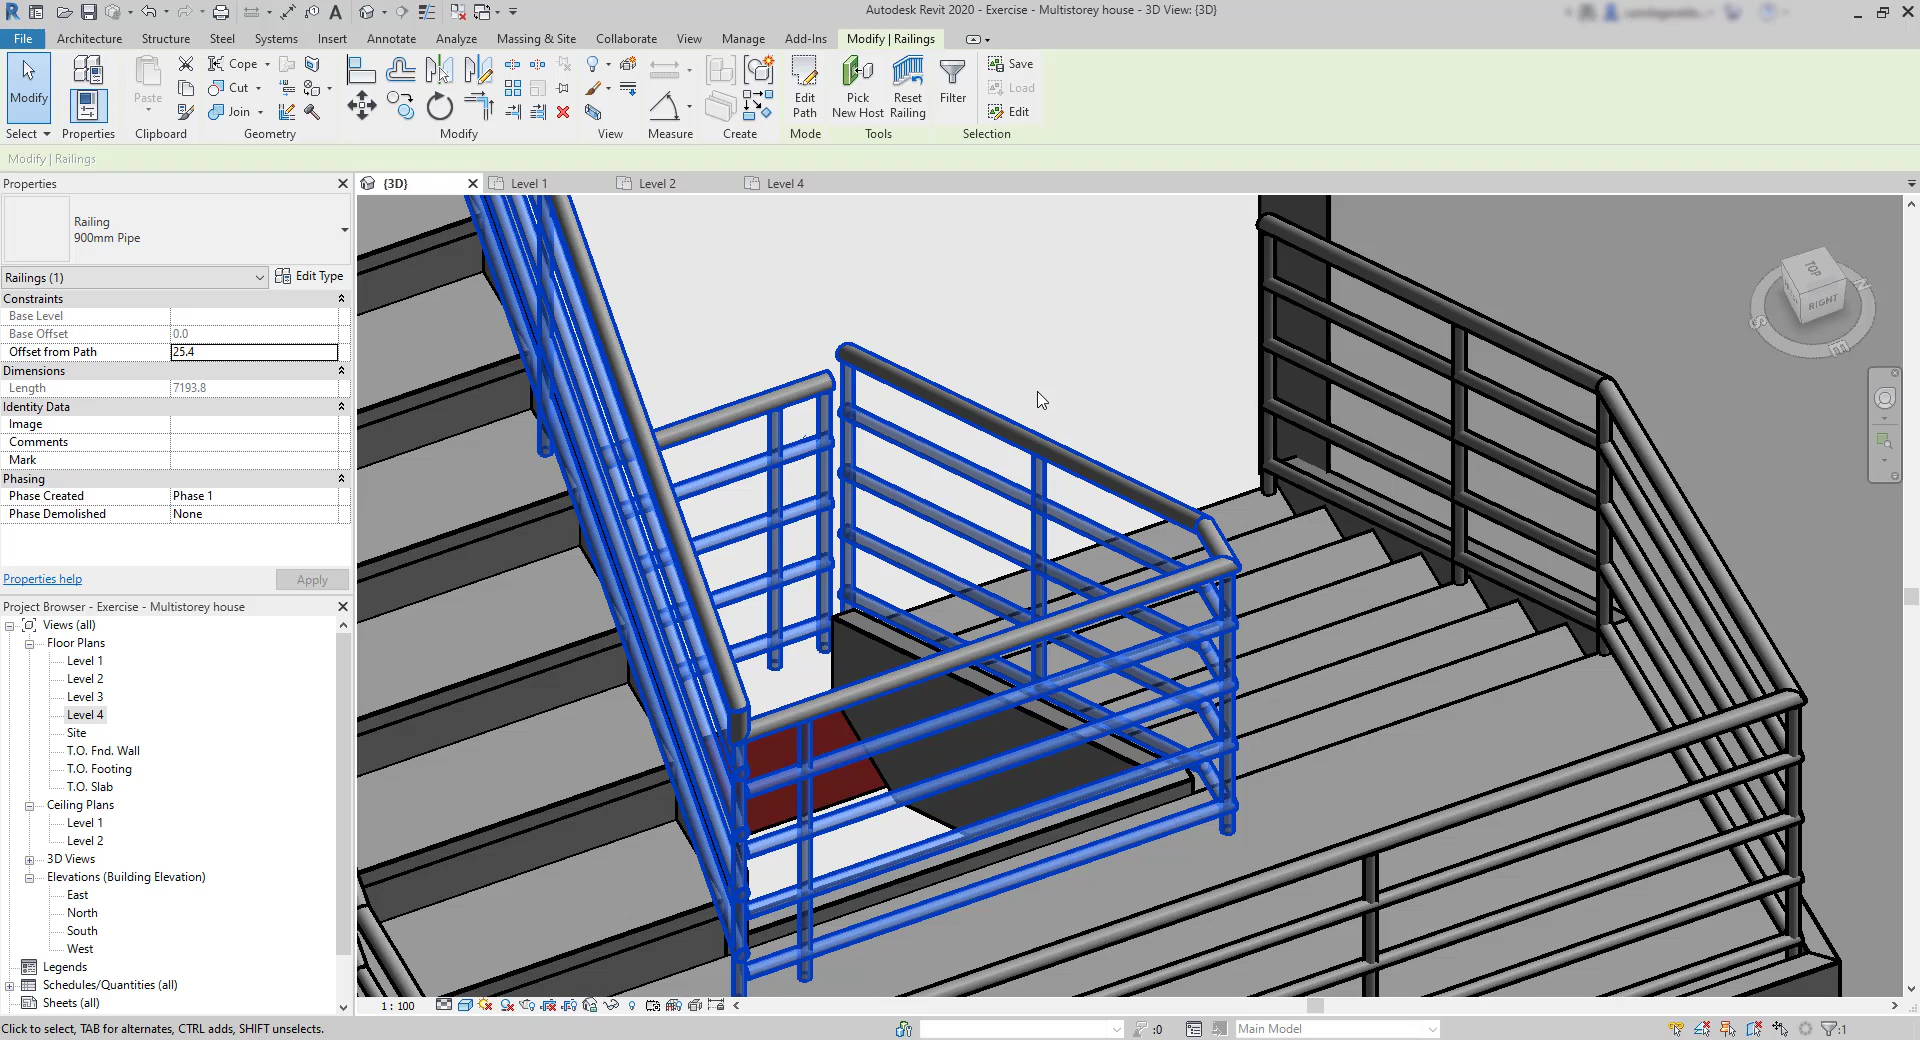 Autodesk Revit 2020 - Exercise - Multistorey house - 3D View: {3D}
File Architecture Structure Steel Systems Insert Annotate Analyze Massing & Site Collaborate View Manage Add-Ins Modify | Railings
Modify
Select
Properties
Paste
Clipboard
Cope
Cut
Join
Geometry
Modify
View
Measure
Create
Edit
Path
Mode
Pick
New Host
Reset
Railing
Tools
Filter
Save
Load
Edit
Selection
Modify | Railings
Properties
{3D}
Level 1
Level 2
Level 4
Railing
900mm Pipe
Railings (1)
Edit Type
Constraints
Base Level
Base Offset 0.0
Offset from Path 25.4
Dimensions
Length 7193.8
Identity Data
Image
Comments
Mark
Phasing
Phase Created Phase 1
Phase Demolished None
Properties help
Apply
Project Browser - Exercise - Multistorey house
Views (all)
Floor Plans
Level 1
Level 2
Level 3
Level 4
Site
T.O. Fnd. Wall
T.O. Footing
T.O. Slab
Ceiling Plans
Level 1
Level 2
3D Views
Elevations (Building Elevation)
East
North
South
West
Legends
Schedules/Quantities (all)
Sheets (all)
TOP
RIGHT
N
S
E
1 : 100
Click to select, TAB for alternates, CTRL adds, SHIFT unselects.
:0
Main Model
:1